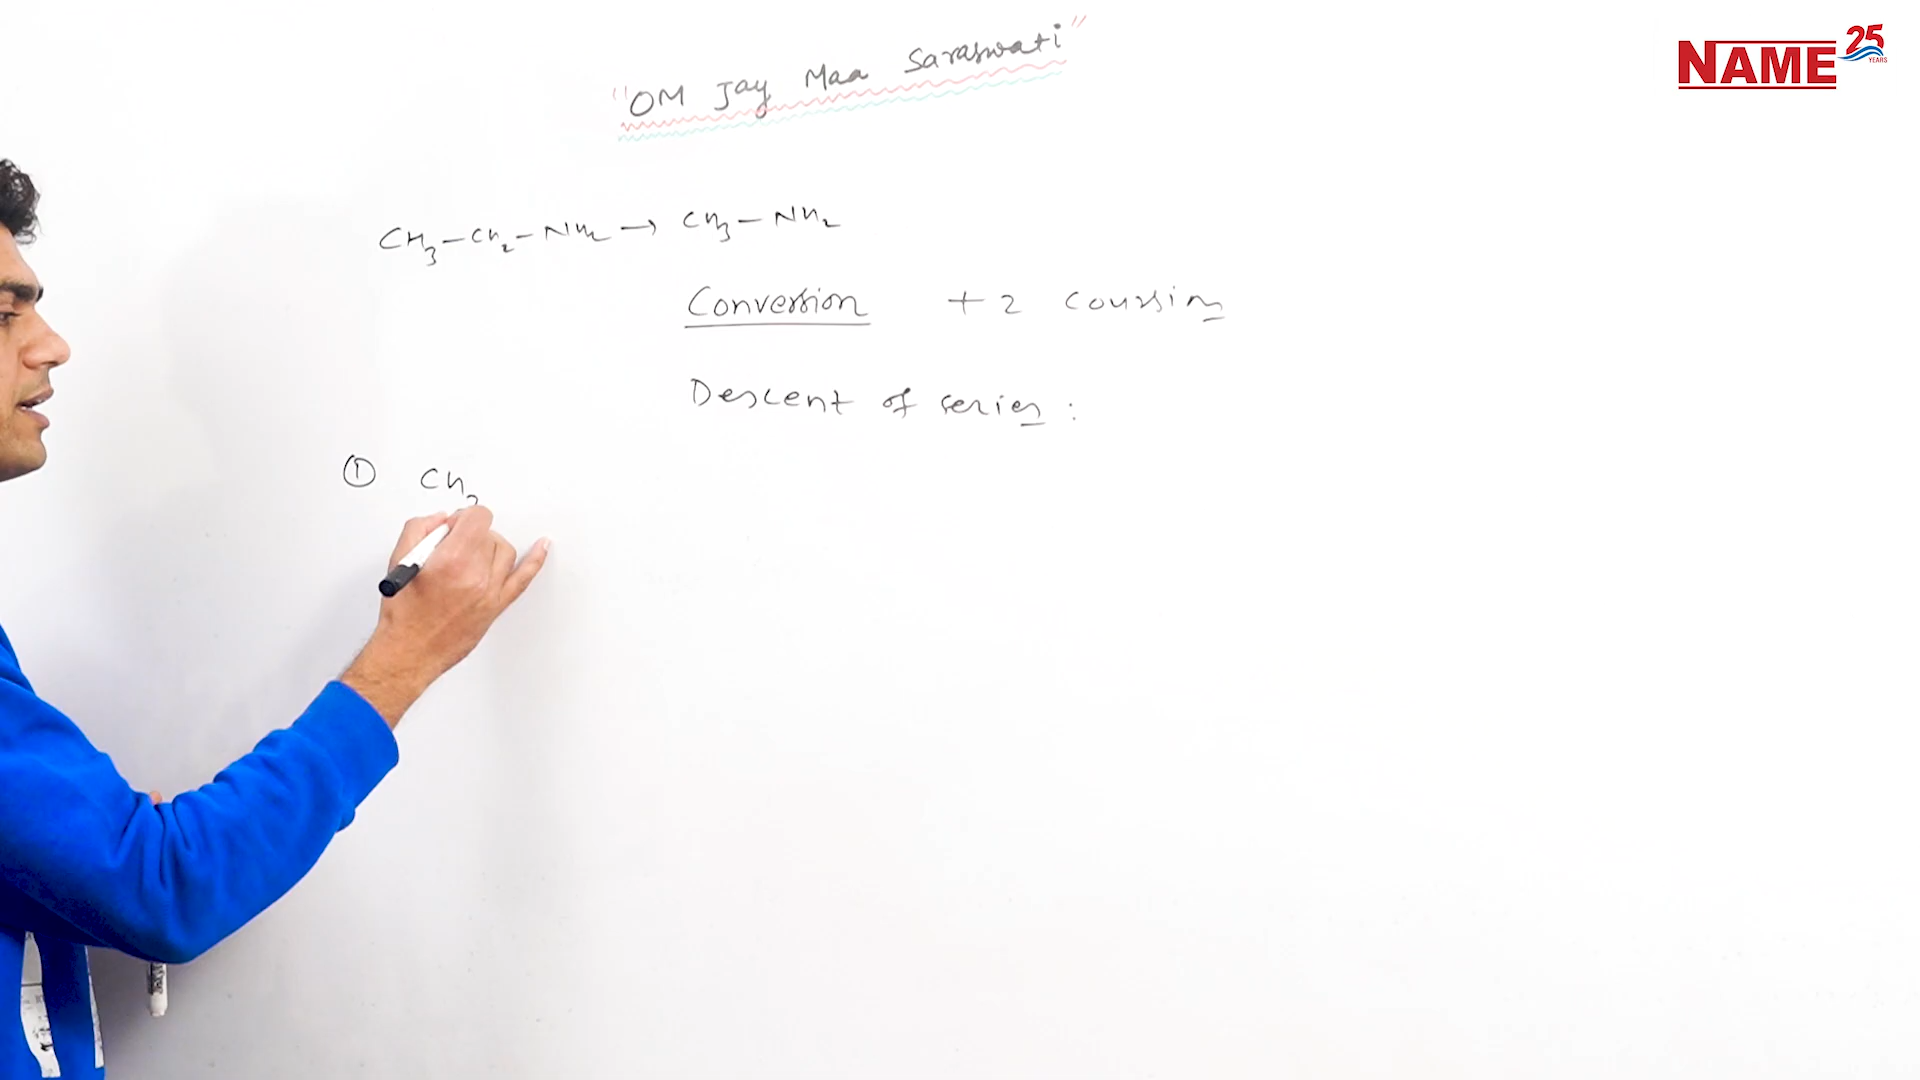 "OM Jay Maa Saraswati"
NAME 25 YEARS
CH3-CH2-NH2 → CH3-NH2
Conversion +2 coursin
Descent of series :
① CH3